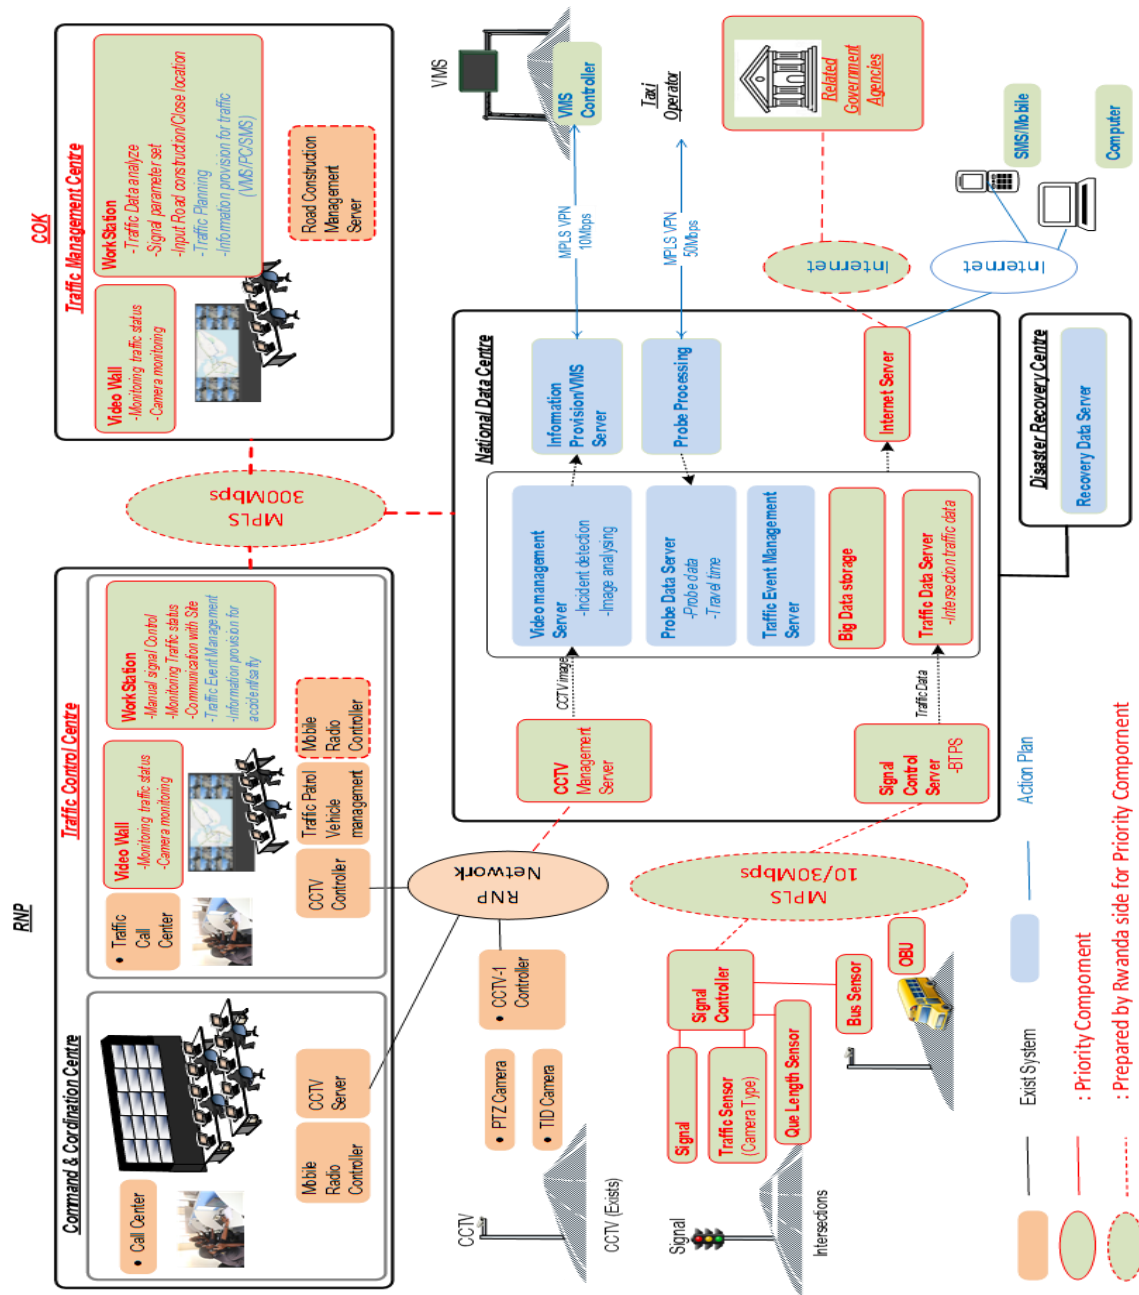 RNP
Command & Cordination Centre
• Call Center
Mobile
Radio
Controller
CCTV
Server
Traffic Control Centre
• Traffic
Call
Center
Video Wall
-Monitoring traffic status
-Camera monitoring
WorkStation
-Manual signal Control
-Monitoring Traffic status
-Communication with Site
-Traffic Event Management
-Information provision for
accident/safty
CCTV
Controller
Traffic Patrol
Vehicle
management
Mobile
Radio
Controller
COK
Traffic Management Centre
Video Wall
-Monitoring traffic status
-Camera monitoring
WorkStation
-Traffic Data analyze
-Signal parameter set
-Input Road construction/Close location
-Traffic Planning
-Information provision for traffic
(VMS/PC/SMS)
Road Construction
Management
Server
MPLS
300Mbps
CCTV
CCTV (Exists)
• PTZ Camera
• TID Camera
• CCTV-1
Controller
RNP
Network
Signal
Intersections
Signal
Traffic Sensor
(Camera Type)
Que Length Sensor
Signal
Controller
Bus Sensor
OBU
MPLS
10/30Mbps
National Data Centre
CCTV
Management
Server
CCTV image
Signal
Control
Server
-BTPS
Traffic Data
Video management
Server
-Incident detection
-Image analysing
Probe Data Server
-Probe data
-Travel time
Traffic Event Management
Server
Big Data storage
Traffic Data Server
-Intersection traffic data
Information
Provision/VMS
Server
Probe Processing
Internet Server
MPLS VPN
10Mbps
MPLS VPN
50Mbps
VMS
VMS
Controller
Taxi
Operator
Internet
Related
Government
Agencies
Internet
SMS/Mobile
Computer
Disaster Recovery Centre
Recovery Data Server
Exist System
Action Plan
: Priority Compoment
: Prepared by Rwanda side for Priority Compornent